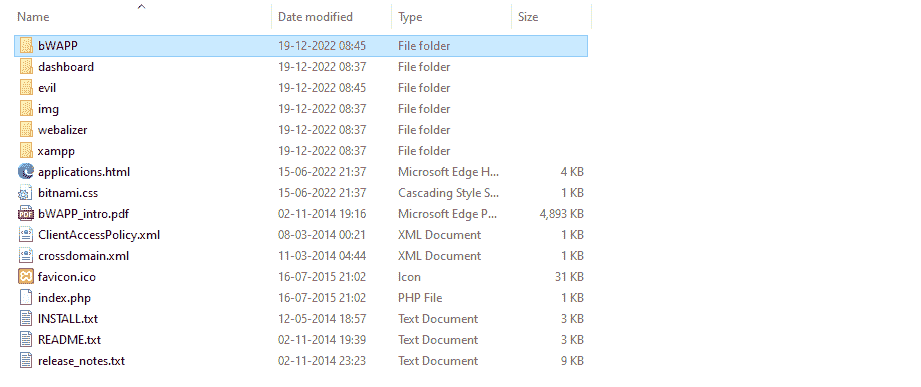 Name Date modified Type Size
bWAPP 19-12-2022 08:45 File folder
dashboard 19-12-2022 08:37 File folder
evil 19-12-2022 08:45 File folder
img 19-12-2022 08:37 File folder
webalizer 19-12-2022 08:37 File folder
xampp 19-12-2022 08:37 File folder
applications.html 15-06-2022 21:37 Microsoft Edge H... 4 KB
bitnami.css 15-06-2022 21:37 Cascading Style S... 1 KB
PDF bWAPP_intro.pdf 02-11-2014 19:16 Microsoft Edge P... 4,893 KB
ClientAccessPolicy.xml 08-03-2014 00:21 XML Document 1 KB
crossdomain.xml 11-03-2014 04:44 XML Document 1 KB
favicon.ico 16-07-2015 21:02 Icon 31 KB
index.php 16-07-2015 21:02 PHP File 1 KB
INSTALL.txt 12-05-2014 18:57 Text Document 3 KB
README.txt 02-11-2014 19:39 Text Document 3 KB
release_notes.txt 02-11-2014 23:23 Text Document 9 KB